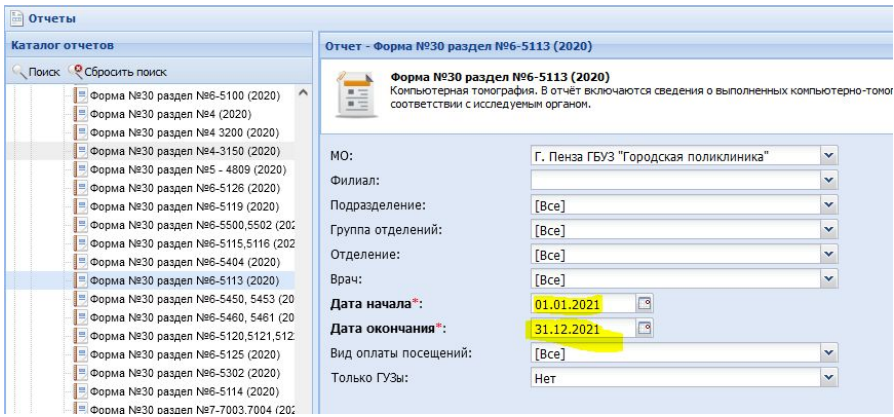 Отчеты
Каталог отчетов
Поиск Сбросить поиск
Форма №30 раздел №6-5100 (2020)
Форма №30 раздел №4 (2020)
Форма №30 раздел №4 3200 (2020)
Форма №30 раздел №4-3150 (2020)
Форма №30 раздел №5 - 4809 (2020)
Форма №30 раздел №6-5126 (2020)
Форма №30 раздел №6-5119 (2020)
Форма №30 раздел №6-5500,5502 (202
Форма №30 раздел №6-5115,5116 (202
Форма №30 раздел №6-5404 (2020)
Форма №30 раздел №6-5113 (2020)
Форма №30 раздел №6-5450, 5453 (20
Форма №30 раздел №6-5460, 5461 (20
Форма №30 раздел №6-5120,5121,512
Форма №30 раздел №6-5125 (2020)
Форма №30 раздел №6-5302 (2020)
Форма №30 раздел №6-5114 (2020)
Форма №30 раздел №7-7003,7004 (202
Отчет - Форма №30 раздел №6-5113 (2020)
Форма №30 раздел №6-5113 (2020)
Компьютерная томография. В отчёт включаются сведения о выполненных компьютерно-томог
соответствии с исследуемым органом.
МО: Г. Пенза ГБУЗ "Городская поликлиника"
Филиал:
Подразделение: [Все]
Группа отделений: [Все]
Отделение: [Все]
Врач: [Все]
Дата начала*: 01.01.2021
Дата окончания*: 31.12.2021
Вид оплаты посещений: [Все]
Только ГУЗы: Нет